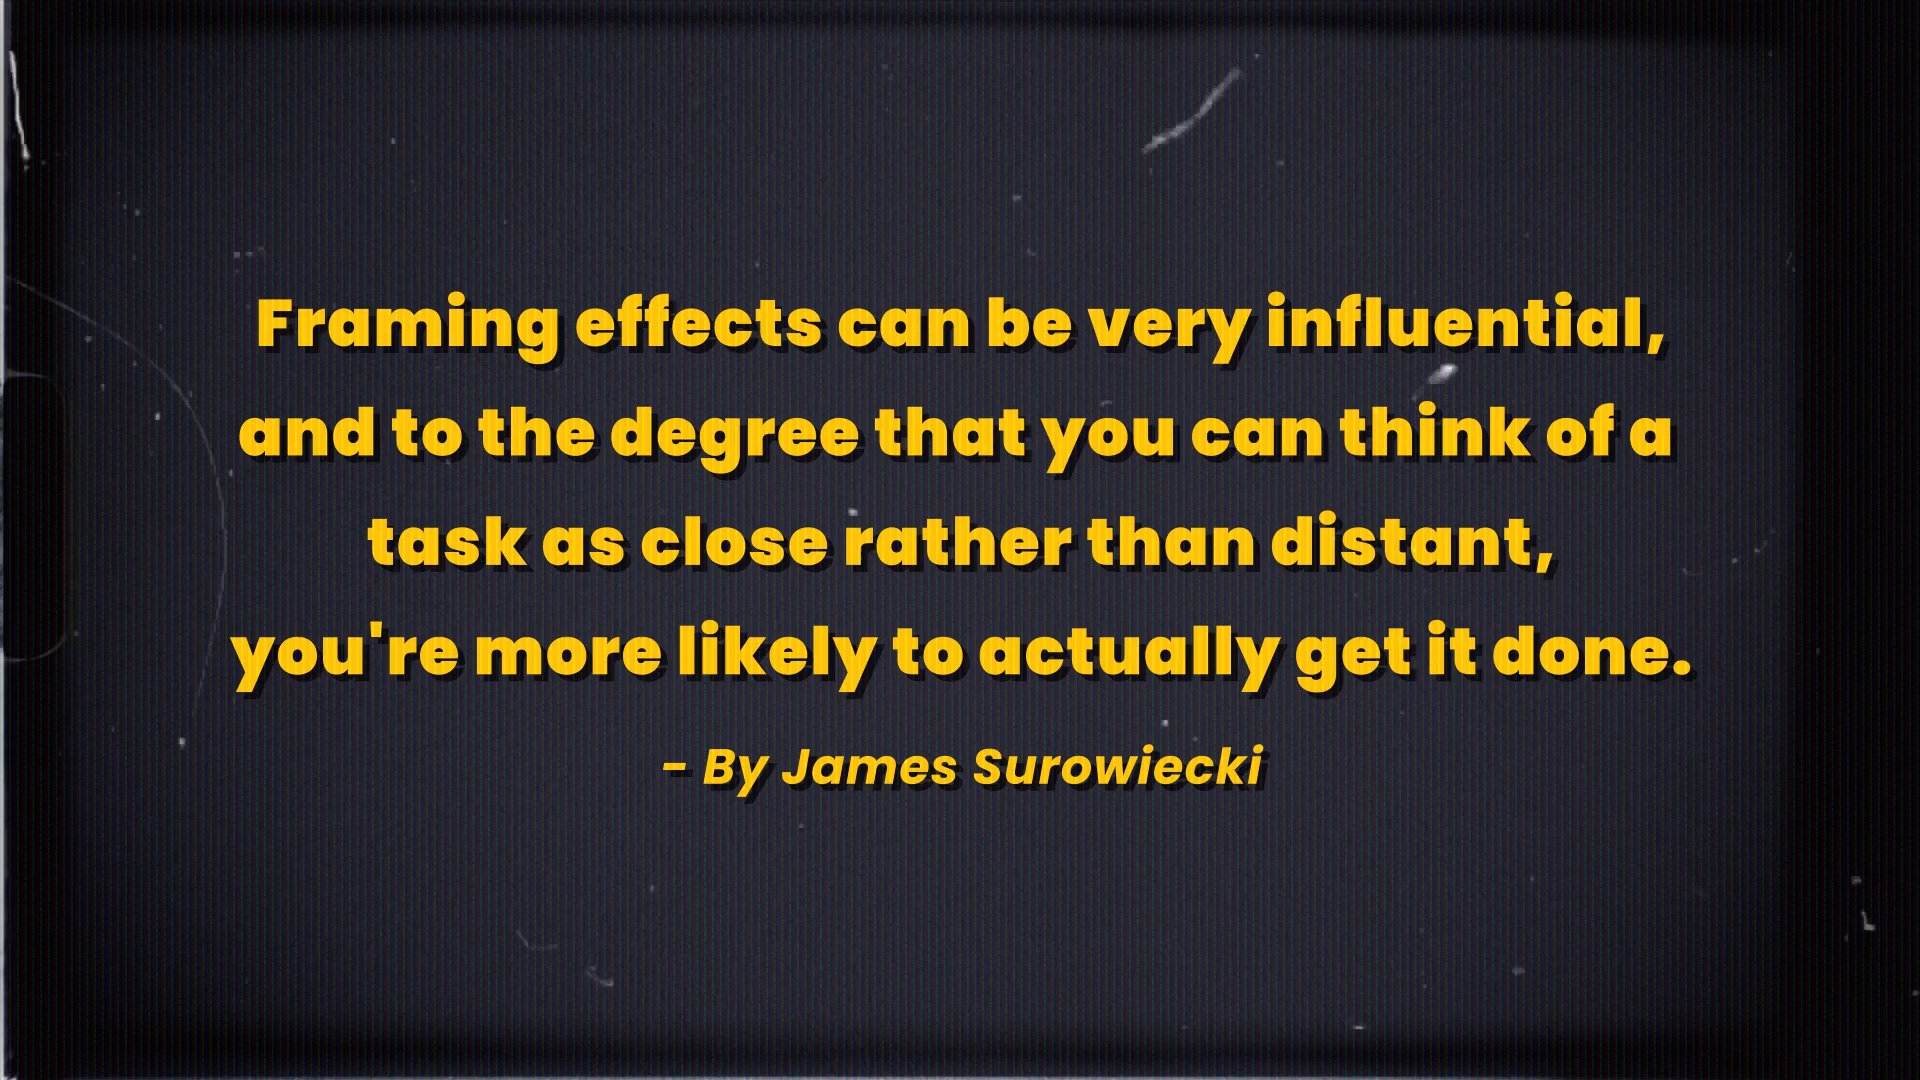 Framing effects can be very influential,
and to the degree that you can think of a
task as close rather than distant,
you're more likely to actually get it done.
- By James Surowiecki